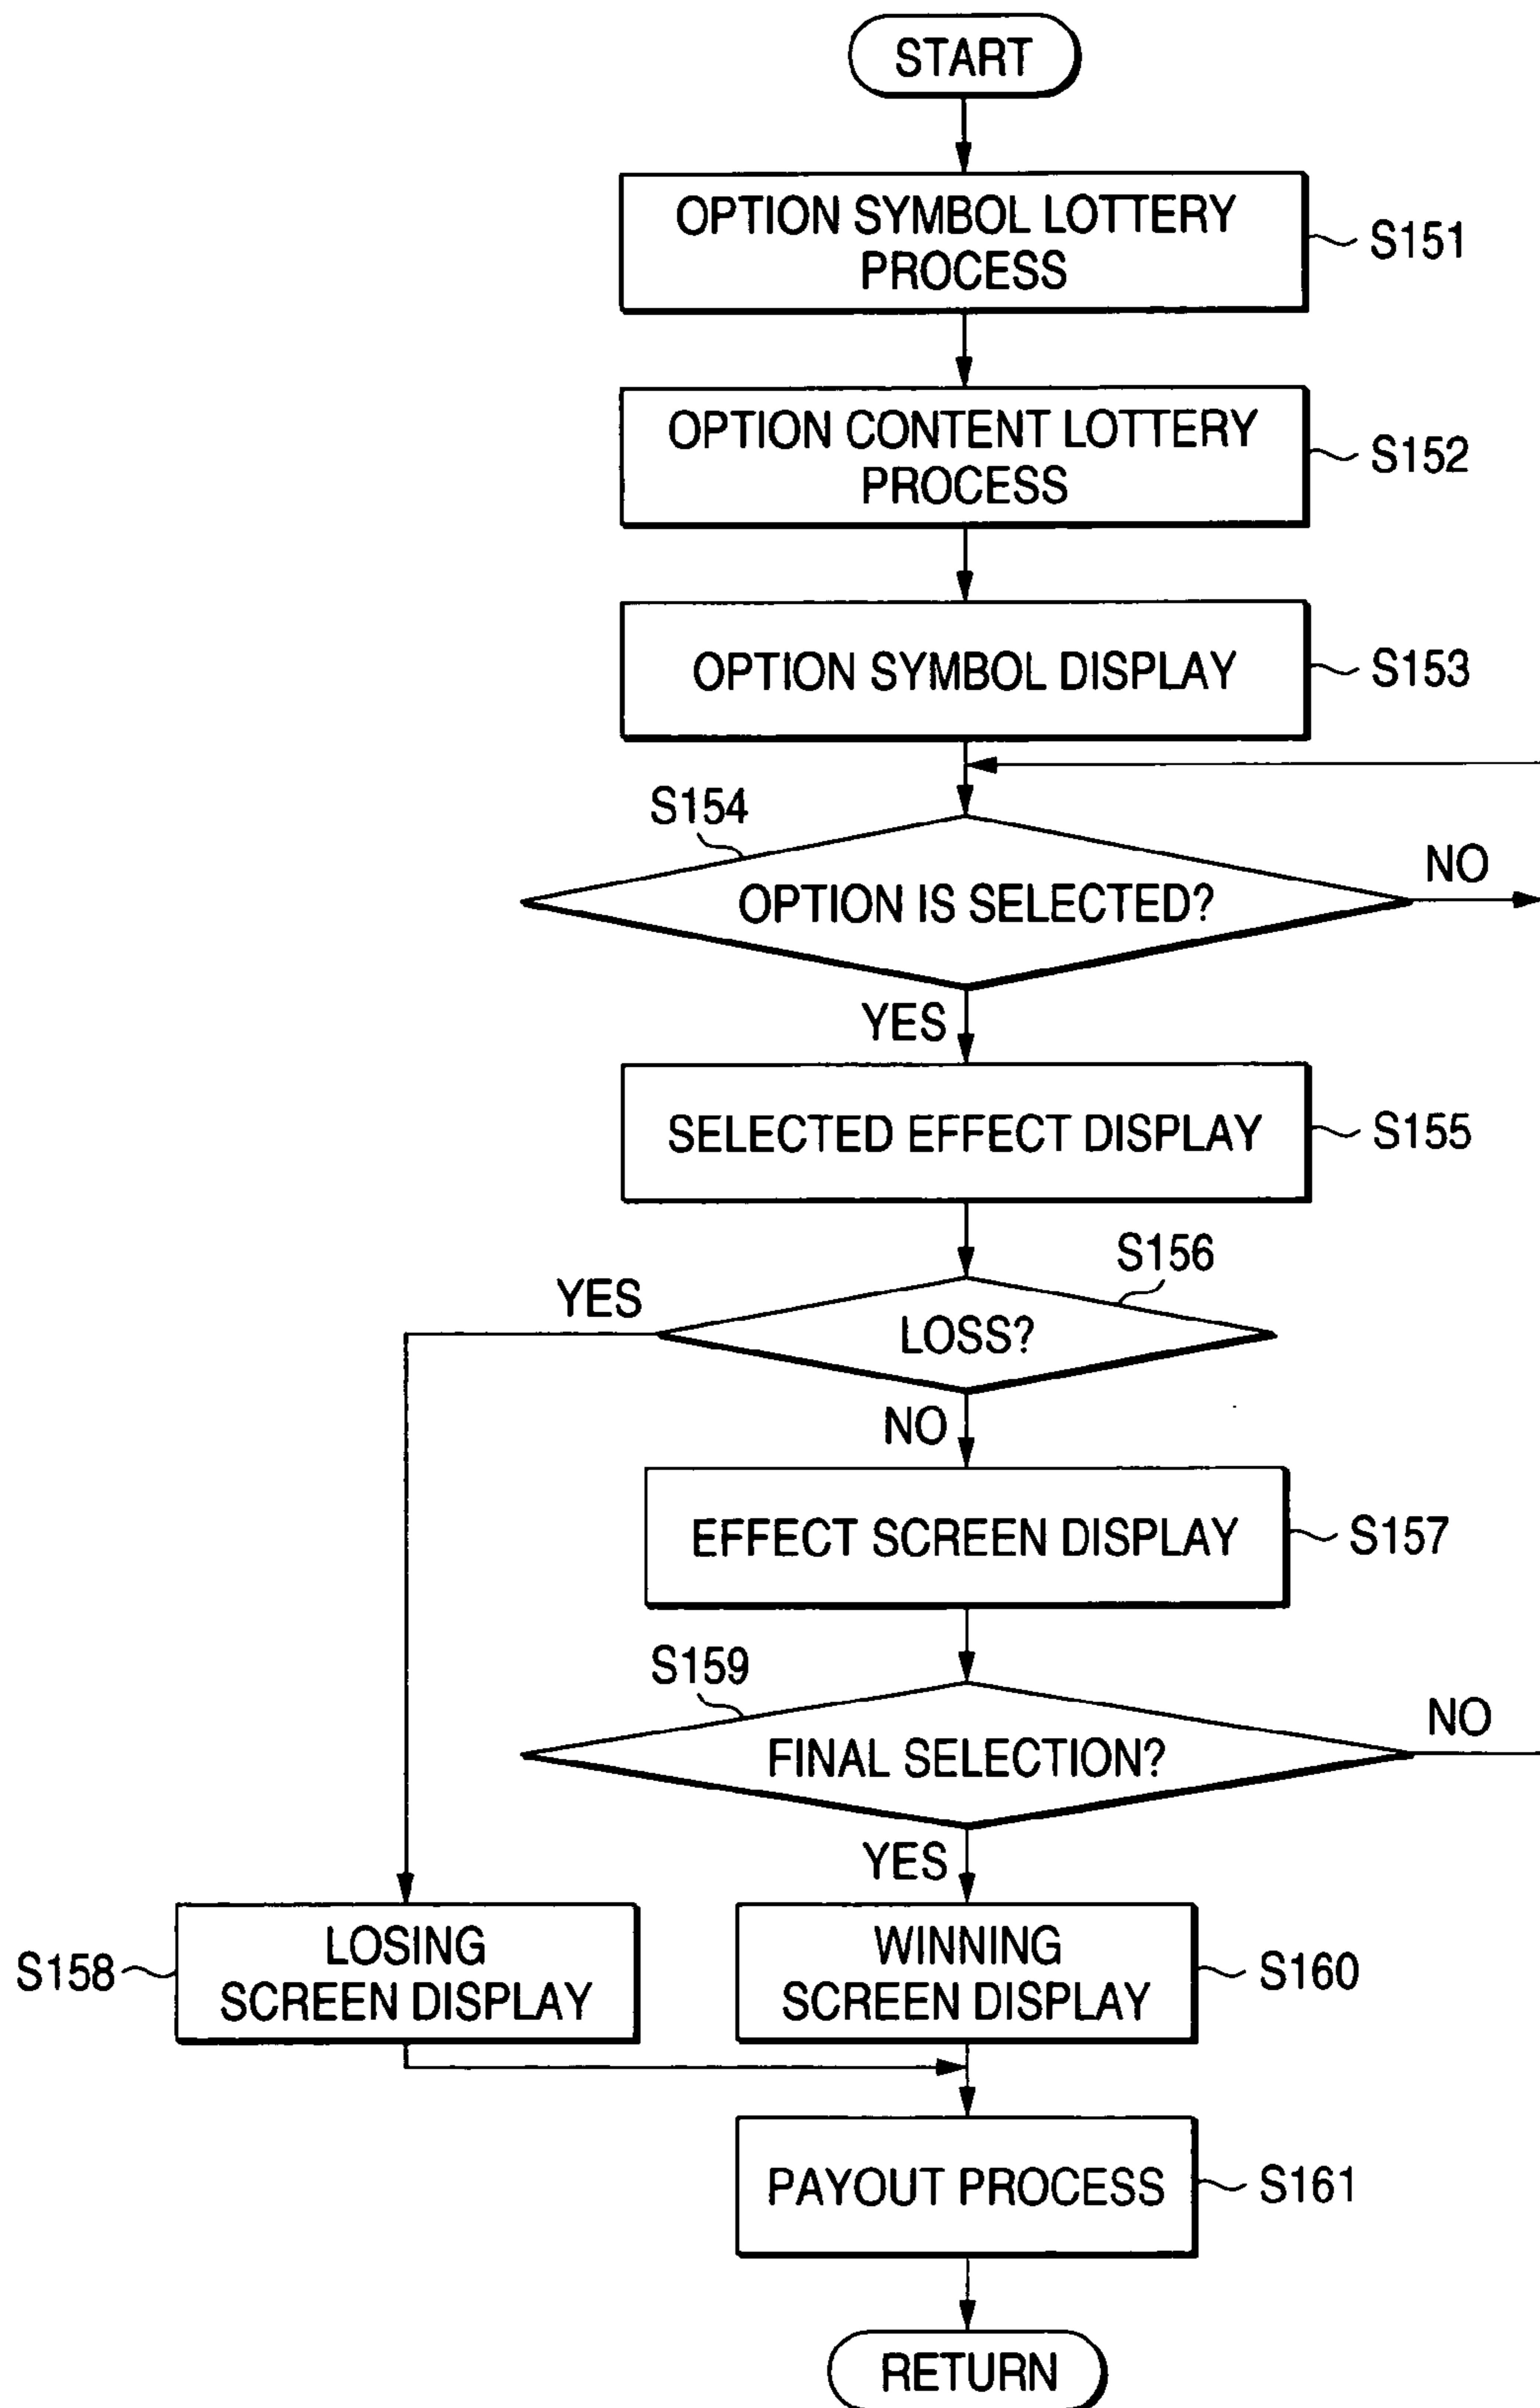 START
OPTION SYMBOL LOTTERY
PROCESS
S151
OPTION CONTENT LOTTERY
PROCESS
S152
OPTION SYMBOL DISPLAY
S153
S154
OPTION IS SELECTED?
NO
YES
SELECTED EFFECT DISPLAY
S155
S156
YES
LOSS?
NO
EFFECT SCREEN DISPLAY
S157
S159
FINAL SELECTION?
NO
YES
S158
LOSING
SCREEN DISPLAY
WINNING
SCREEN DISPLAY
S160
PAYOUT PROCESS
S161
RETURN